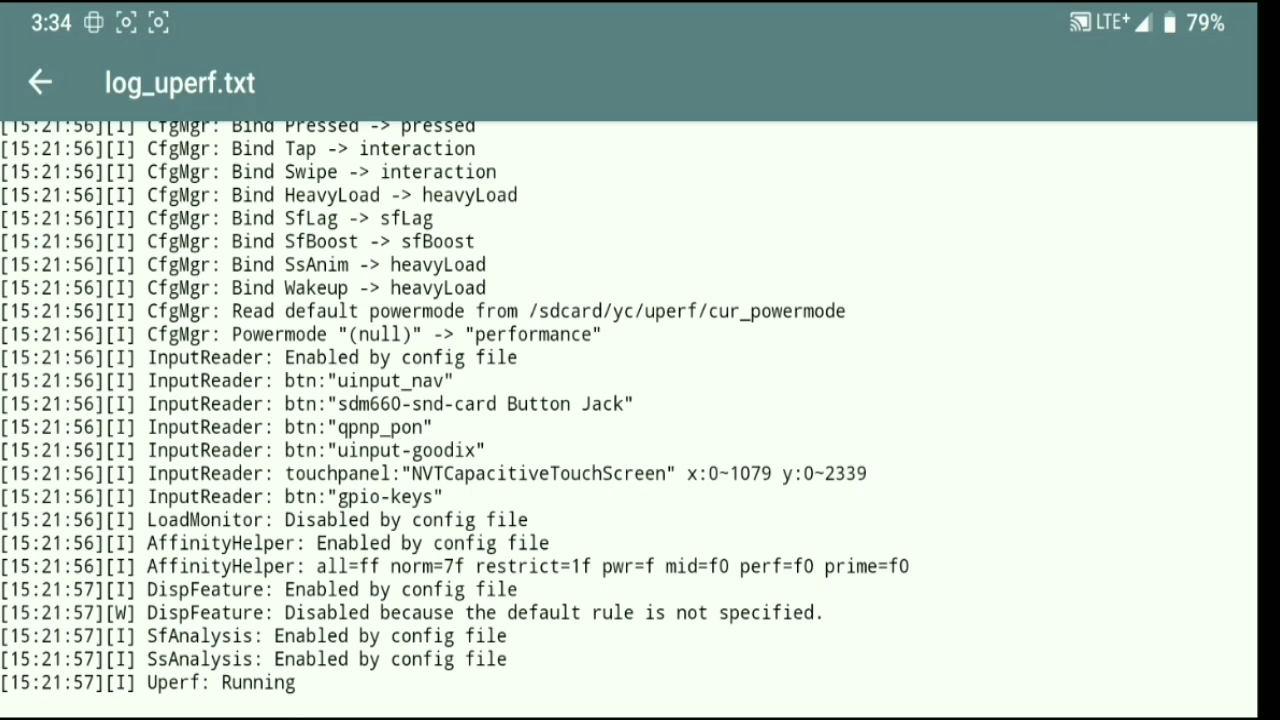 3:34 LTE+ 79%
log_uperf.txt
[15:21:56][I] CfgMgr: Bind Pressed -> pressed
[15:21:56][I] CfgMgr: Bind Tap -> interaction
[15:21:56][I] CfgMgr: Bind Swipe -> interaction
[15:21:56][I] CfgMgr: Bind HeavyLoad -> heavyLoad
[15:21:56][I] CfgMgr: Bind SfLag -> sfLag
[15:21:56][I] CfgMgr: Bind SfBoost -> sfBoost
[15:21:56][I] CfgMgr: Bind SsAnim -> heavyLoad
[15:21:56][I] CfgMgr: Bind Wakeup -> heavyLoad
[15:21:56][I] CfgMgr: Read default powermode from /sdcard/yc/uperf/cur_powermode
[15:21:56][I] CfgMgr: Powermode "(null)" -> "performance"
[15:21:56][I] InputReader: Enabled by config file
[15:21:56][I] InputReader: btn:"uinput_nav"
[15:21:56][I] InputReader: btn:"sdm660-snd-card Button Jack"
[15:21:56][I] InputReader: btn:"qpnp_pon"
[15:21:56][I] InputReader: btn:"uinput-goodix"
[15:21:56][I] InputReader: touchpanel:"NVTCapacitiveTouchScreen" x:0~1079 y:0~2339
[15:21:56][I] InputReader: btn:"gpio-keys"
[15:21:56][I] LoadMonitor: Disabled by config file
[15:21:56][I] AffinityHelper: Enabled by config file
[15:21:56][I] AffinityHelper: all=ff norm=7f restrict=1f pwr=f mid=f0 perf=f0 prime=f0
[15:21:57][I] DispFeature: Enabled by config file
[15:21:57][W] DispFeature: Disabled because the default rule is not specified.
[15:21:57][I] SfAnalysis: Enabled by config file
[15:21:57][I] SsAnalysis: Enabled by config file
[15:21:57][I] Uperf: Running